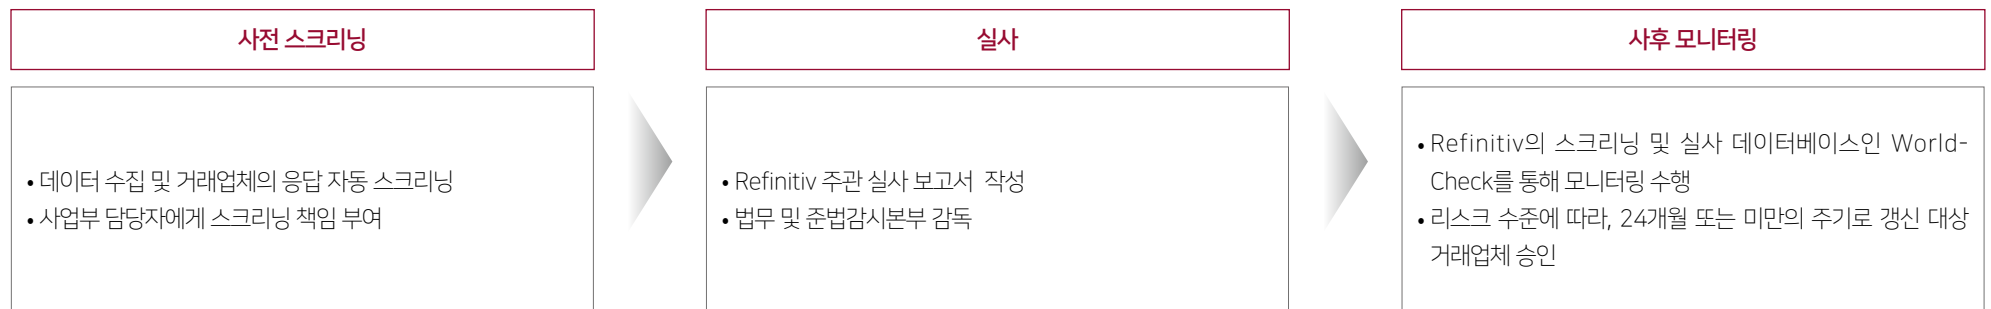 사전 스크리닝
• 데이터 수집 및 거래업체의 응답 자동 스크리닝
• 사업부 담당자에게 스크리닝 책임 부여
실사
• Refinitiv 주관 실사 보고서 작성
• 법무 및 준법감시본부 감독
사후 모니터링
• Refinitiv의 스크리닝 및 실사 데이터베이스인 World-
Check를 통해 모니터링 수행
• 리스크 수준에 따라, 24개월 또는 미만의 주기로 갱신 대상
거래업체 승인